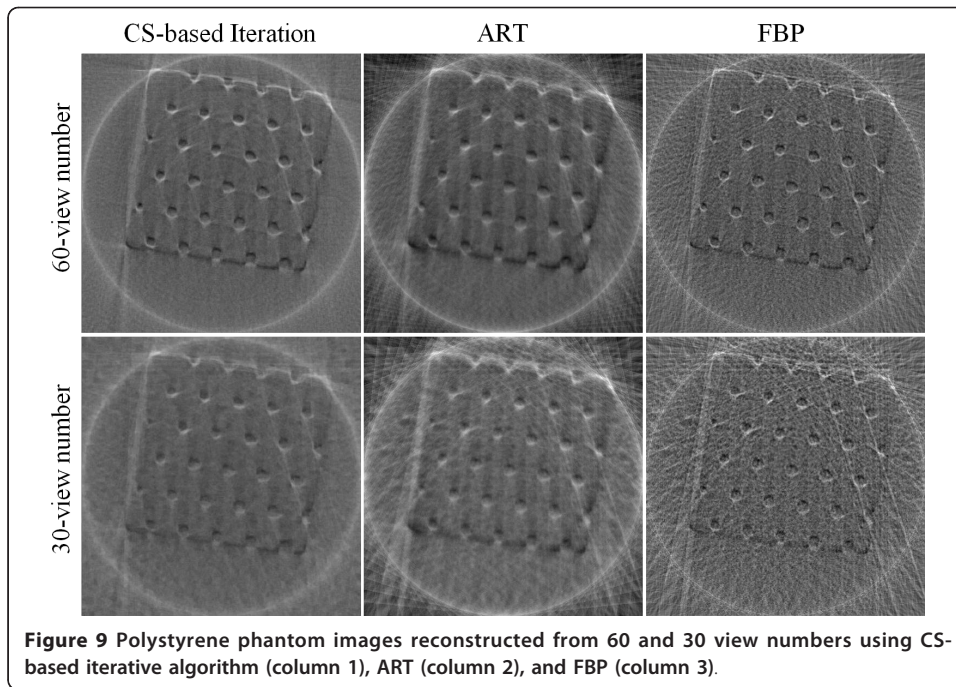 CS-based Iteration ART FBP
60-view number
30-view number
Figure 9 Polystyrene phantom images reconstructed from 60 and 30 view numbers using CS-
based iterative algorithm (column 1), ART (column 2), and FBP (column 3).